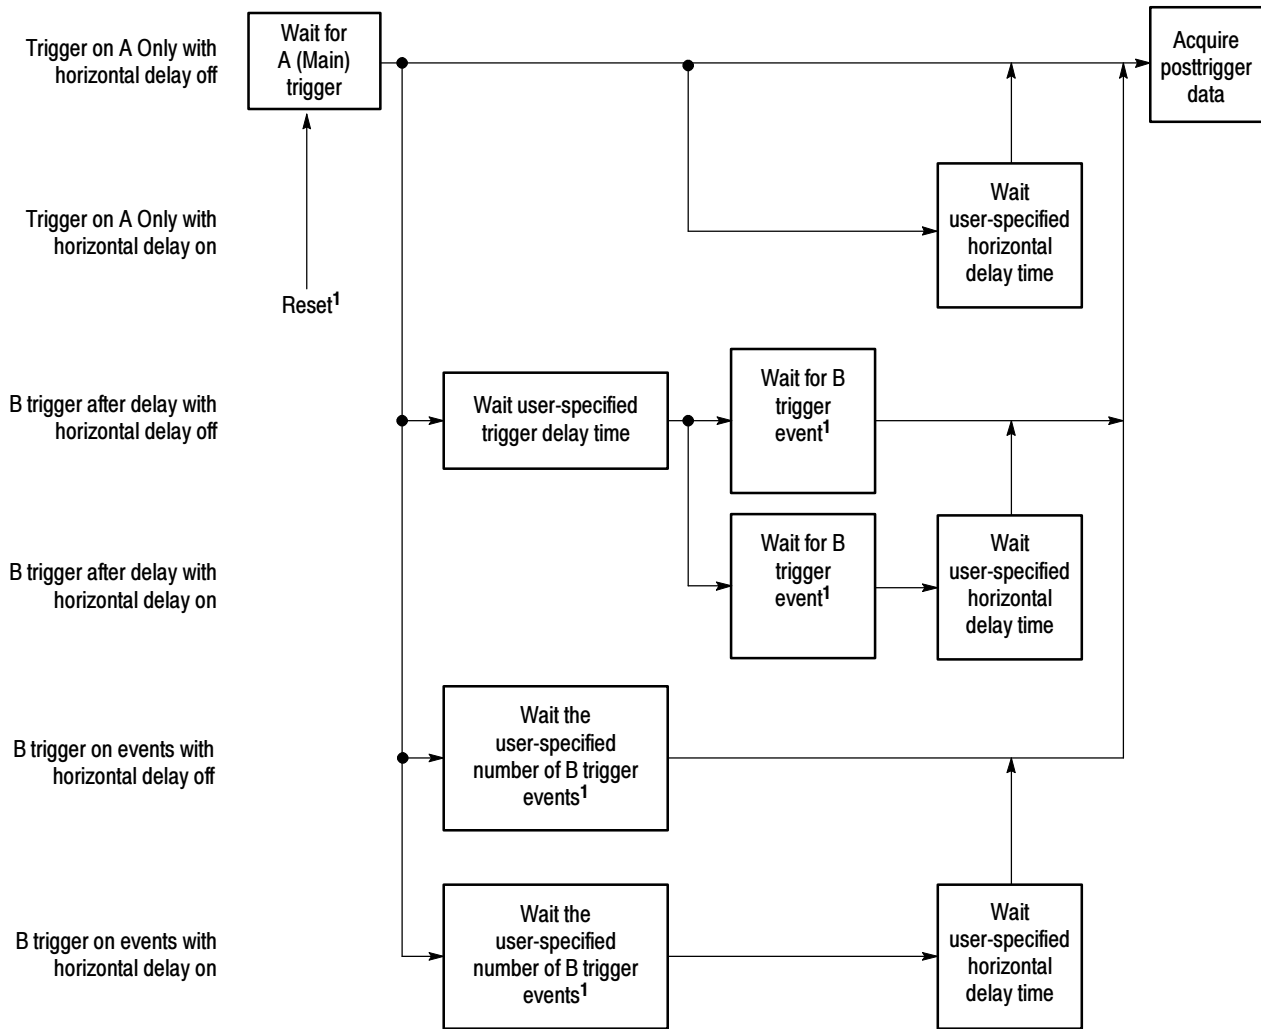 Trigger on A Only with
horizontal delay off
Wait for
A (Main)
trigger
Acquire
posttrigger
data
Trigger on A Only with
horizontal delay on
Wait
user-specified
horizontal
delay time
Reset1
B trigger after delay with
horizontal delay off
Wait user-specified
trigger delay time
Wait for B
trigger
event1
B trigger after delay with
horizontal delay on
Wait for B
trigger
event1
Wait
user-specified
horizontal
delay time
B trigger on events with
horizontal delay off
Wait the
user-specified
number of B trigger
events1
B trigger on events with
horizontal delay on
Wait the
user-specified
number of B trigger
events1
Wait
user-specified
horizontal
delay time